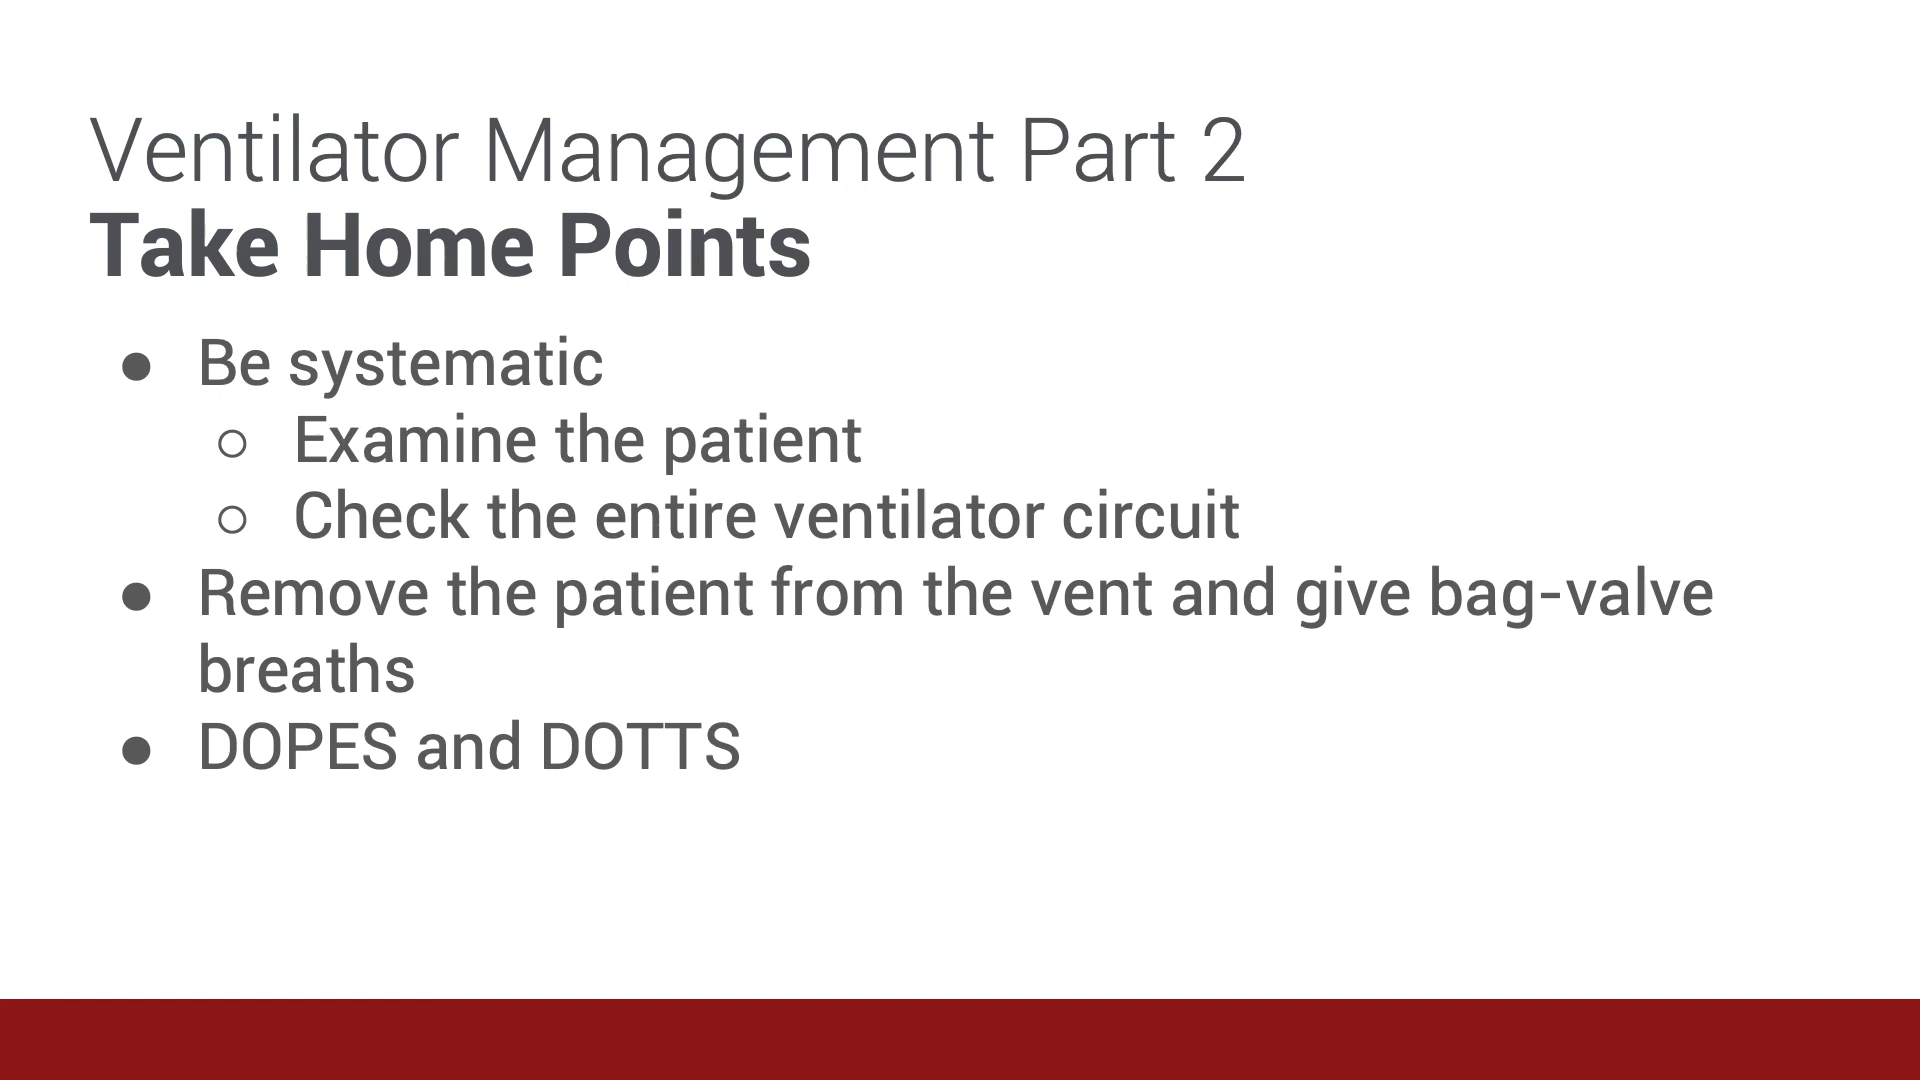 Ventilator Management Part 2
Take Home Points
● Be systematic
○ Examine the patient
○ Check the entire ventilator circuit
● Remove the patient from the vent and give bag-valve
breaths
● DOPES and DOTTS